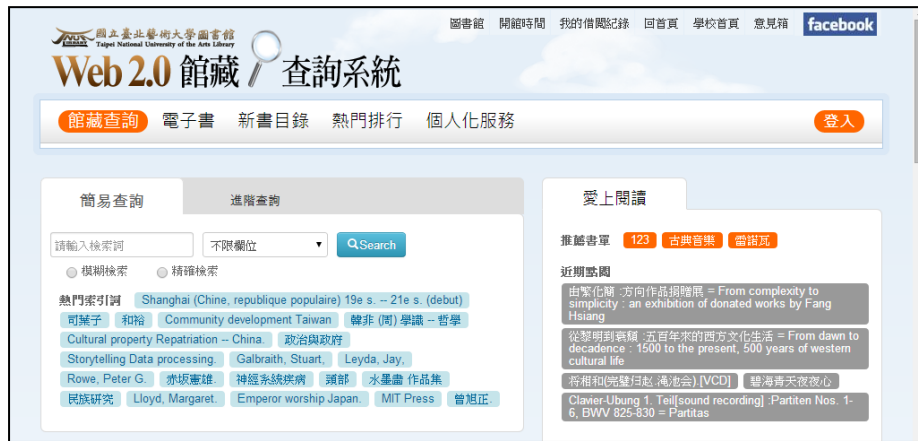 圖書館 開館時間 我的借閱紀錄 回首頁 學校首頁 意見箱 facebook
國立臺北藝術大學圖書館
Taipei National University of the Arts Library
Web 2.0 館藏 查詢系統
館藏查詢 電子書 新書目錄 熱門排行 個人化服務 登入
簡易查詢 進階查詢
請輸入檢索詞 不限欄位 Search
模糊檢索 精確檢索
熱門索引詞 Shanghai (Chine, republique populaire) 19e s. -- 21e s. (debut)
司葉子 和裕 Community development Taiwan 韓非 (周) 學識 -- 哲學
Cultural property Repatriation -- China. 政治與政府
Storytelling Data processing. Galbraith, Stuart, Leyda, Jay,
Rowe, Peter G. 赤坂憲雄. 神經系統疾病 頭部 水墨畫 作品集
民族研究 Lloyd, Margaret. Emperor worship Japan. MIT Press 曾旭正.
愛上閱讀
推薦書單 123 古典音樂 雷諾瓦
近期點閱
由繁化簡 :方向作品捐贈展 = From complexity to
simplicity : an exhibition of donated works by Fang
Hsiang
從黎明到衰頹 :五百年來的西方文化生活 = From dawn to
decadence : 1500 to the present, 500 years of western
cultural life
将相和(完璧归赵.渑池会).[VCD] 碧海青天夜夜心
Clavier-Ubung 1. Teil[sound recording] :Partiten Nos. 1-
6, BWV 825-830 = Partitas